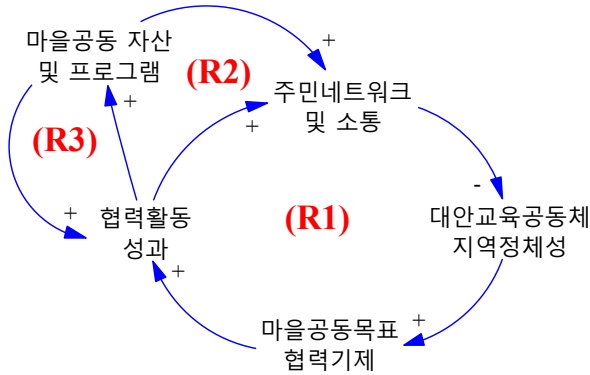 마을공동 자산
및 프로그램
+
(R2)
주민네트워크
및 소통
+
+
(R3)
-
+
협력활동
성과
(R1)
대안교육공동체
지역정체성
+
+
마을공동목표
협력기제